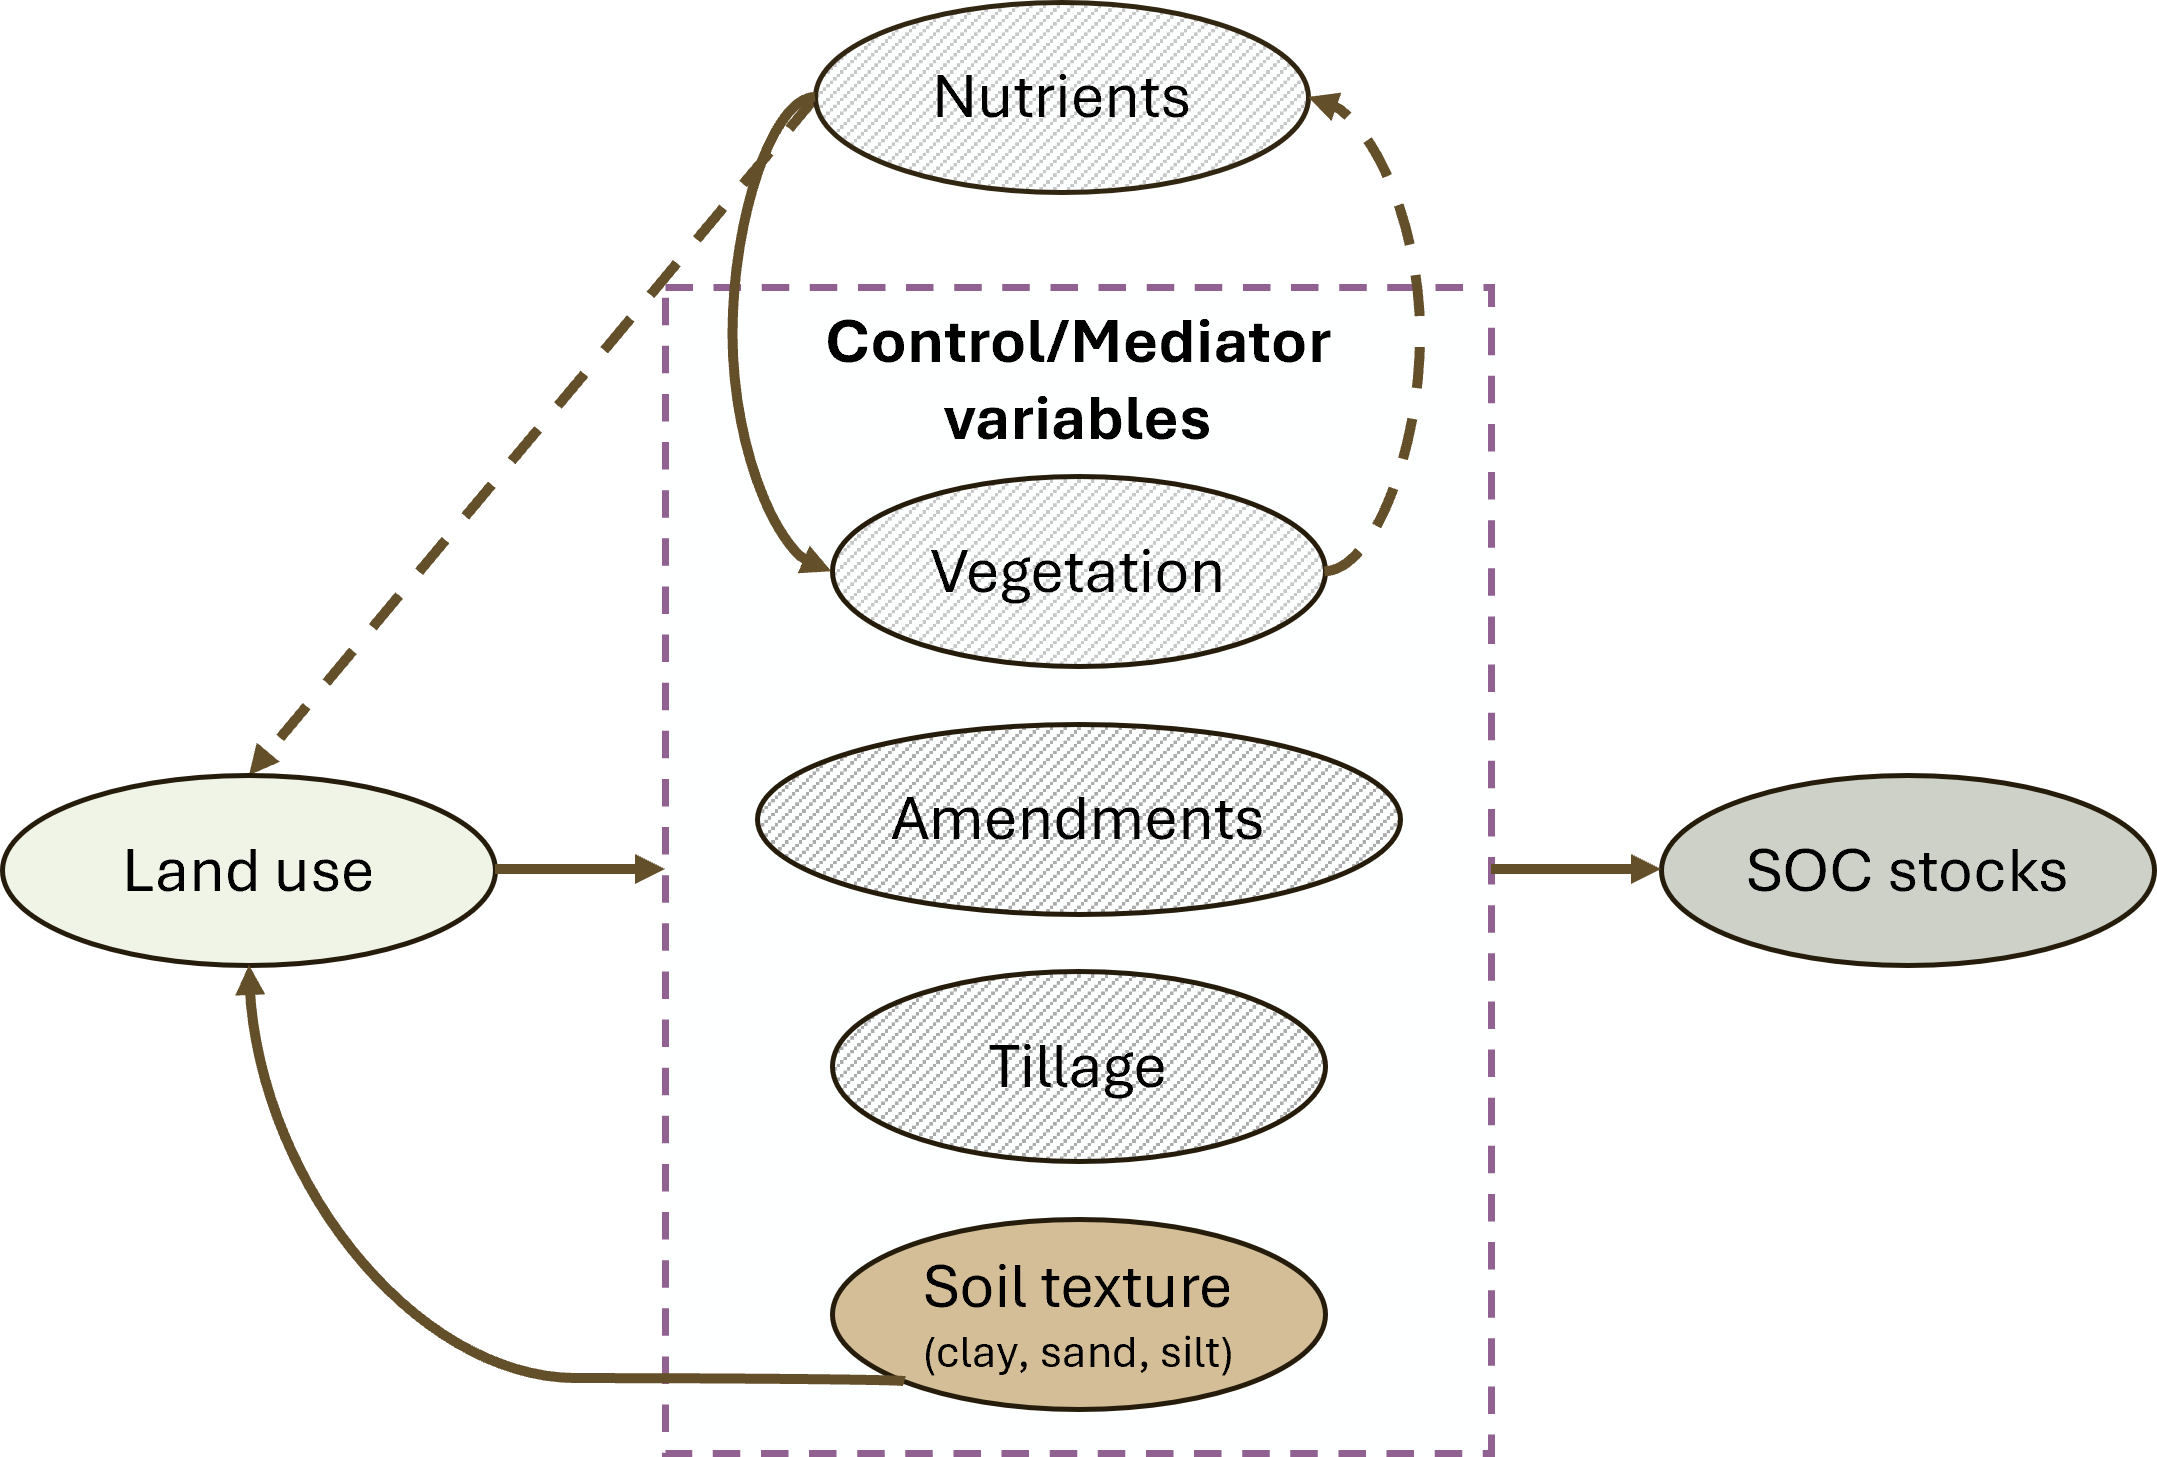 Nutrients
Control/Mediator
variables
Vegetation
Amendments
Land use
SOC stocks
Tillage
Soil texture
(clay, sand, silt)